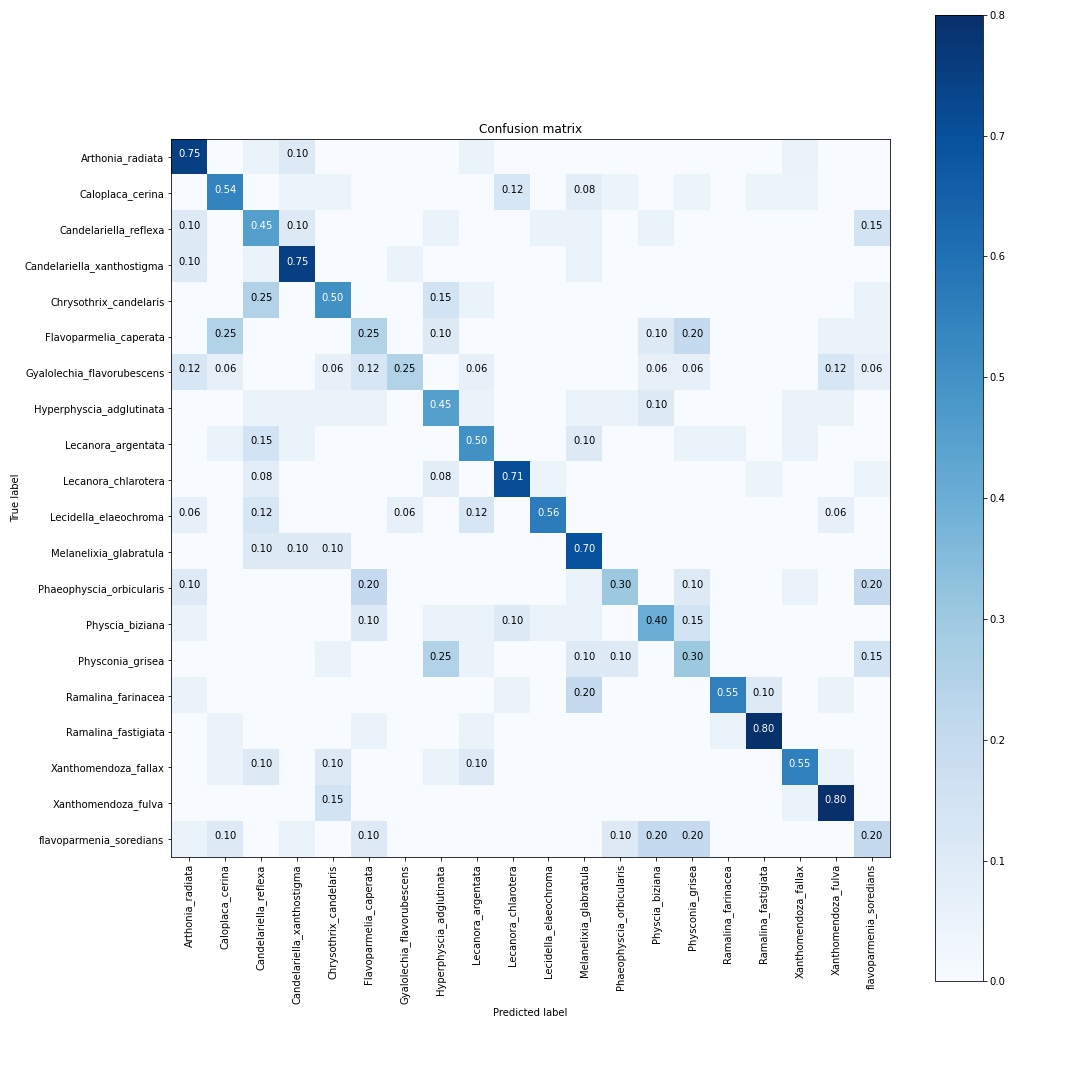 Confusion matrix
0.8
0.7
0.6
0.5
0.4
0.3
0.2
0.1
0.0
True label
Arthonia_radiata 0.75 0.10
Caloplaca_cerina 0.54 0.12 0.08
Candelariella_reflexa 0.10 0.45 0.10 0.15
Candelariella_xanthostigma 0.10 0.75
Chrysothrix_candelaris 0.25 0.50 0.15
Flavoparmelia_caperata 0.25 0.25 0.10 0.10 0.20
Gyalolechia_flavorubescens 0.12 0.06 0.06 0.12 0.25 0.06 0.06 0.06 0.12 0.06
Hyperphyscia_adglutinata 0.45 0.10
Lecanora_argentata 0.15 0.50 0.10
Lecanora_chlarotera 0.08 0.08 0.71
Lecidella_elaeochroma 0.06 0.12 0.06 0.12 0.56 0.06
Melanelixia_glabratula 0.10 0.10 0.10 0.70
Phaeophyscia_orbicularis 0.10 0.20 0.30 0.10 0.20
Physcia_biziana 0.10 0.10 0.40 0.15
Physconia_grisea 0.25 0.10 0.10 0.30 0.15
Ramalina_farinacea 0.20 0.55 0.10
Ramalina_fastigiata 0.80
Xanthomendoza_fallax 0.10 0.10 0.10 0.55
Xanthomendoza_fulva 0.15 0.80
flavoparmenia_soredians 0.10 0.10 0.10 0.20 0.20 0.20
Arthonia_radiata
Caloplaca_cerina
Candelariella_reflexa
Candelariella_xanthostigma
Chrysothrix_candelaris
Flavoparmelia_caperata
Gyalolechia_flavorubescens
Hyperphyscia_adglutinata
Lecanora_argentata
Lecanora_chlarotera
Lecidella_elaeochroma
Melanelixia_glabratula
Phaeophyscia_orbicularis
Physcia_biziana
Physconia_grisea
Ramalina_farinacea
Ramalina_fastigiata
Xanthomendoza_fallax
Xanthomendoza_fulva
flavoparmenia_soredians
Predicted label